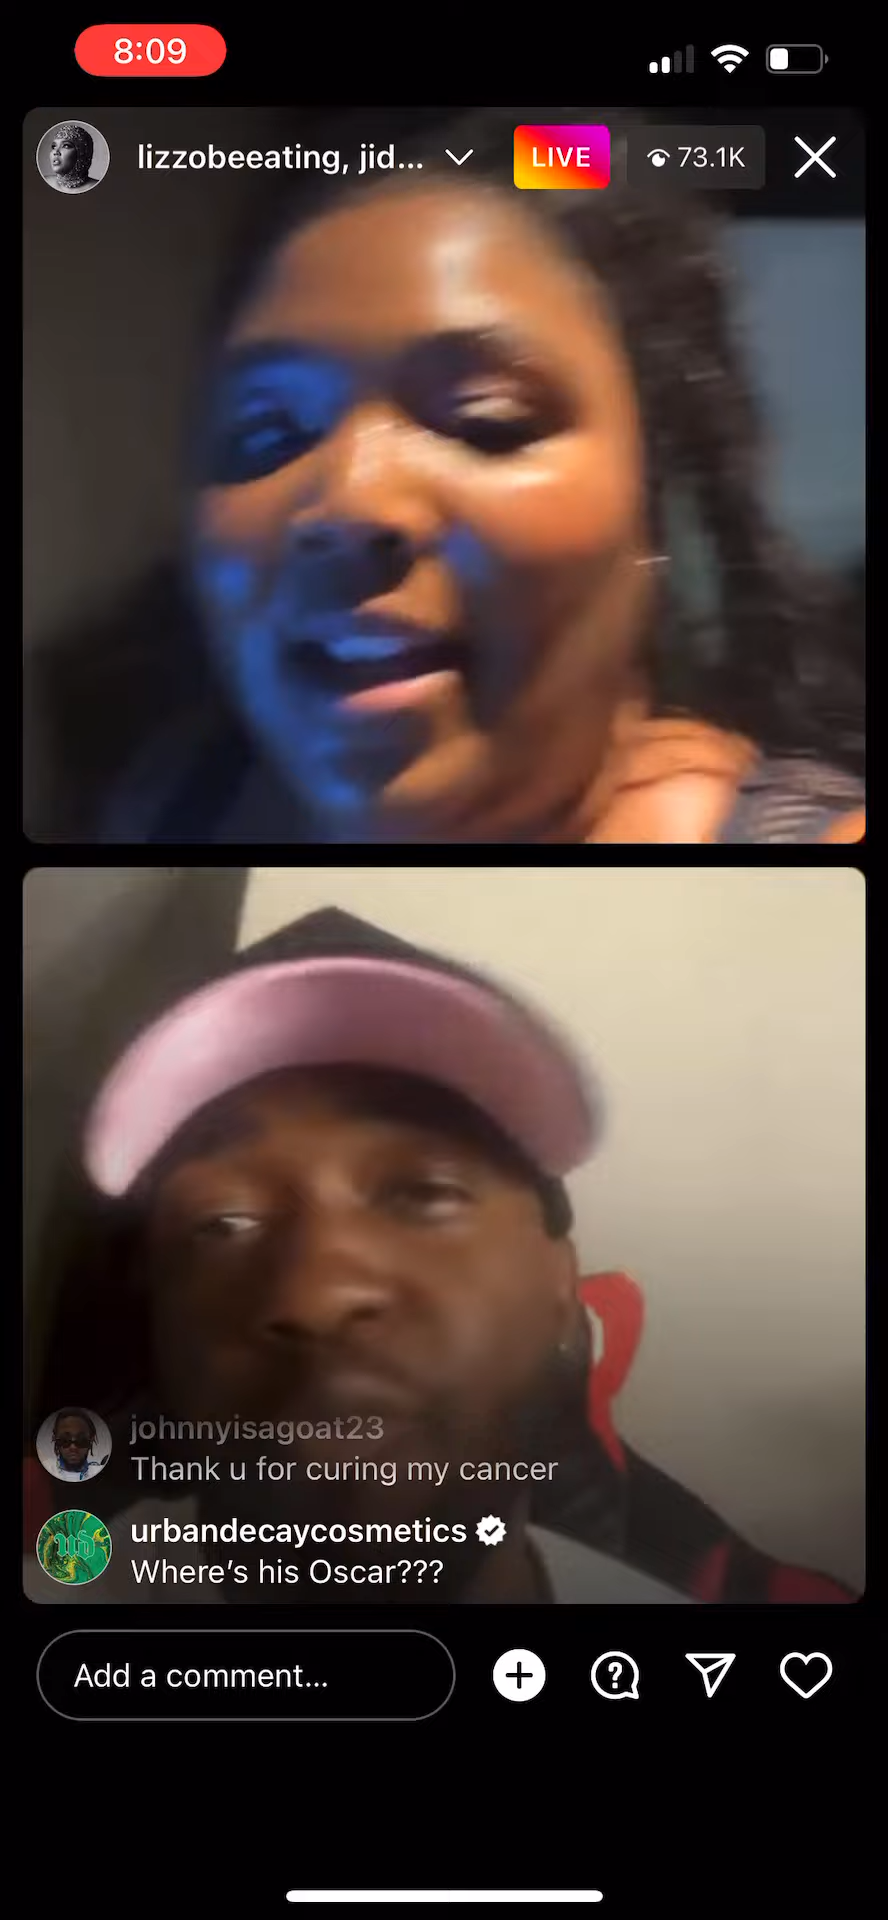 8:09
lizzobeeating, jid...
LIVE
73.1K
johnnyisagoat23
Thank u for curing my cancer
urbandecaycosmetics
Where’s his Oscar???
Add a comment...